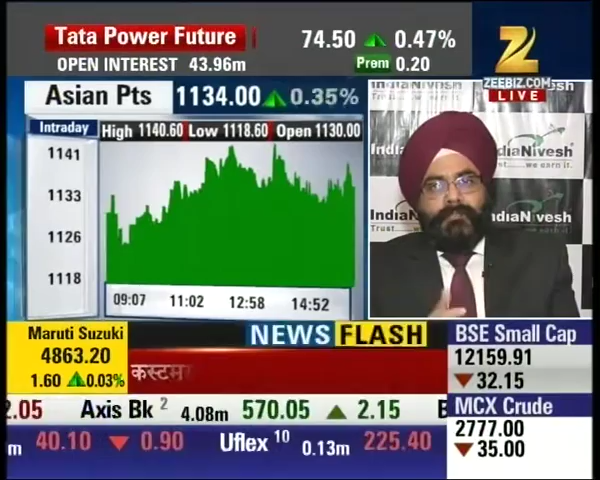 Tata Power Future
74.50 0.47%
OPEN INTEREST 43.96m
Prem 0.20
ZEEBIZ.COM
LIVE
Asian Pts 1134.00 0.35%
Intraday High 1140.60 Low 1118.60 Open 1130.00
1141
1133
1126
1118
09:07 11:02 12:58 14:52
IndiaNivesh
Trust... we earn it.
IndiaNivesh
Maruti Suzuki
4863.20
1.60 0.03%
NEWS FLASH
BSE Small Cap
12159.91
32.15
MCX Crude
2777.00
35.00
2.05 Axis Bk 2 4.08m 570.05 2.15
m 40.10 0.90 Uflex 10 0.13m 225.40